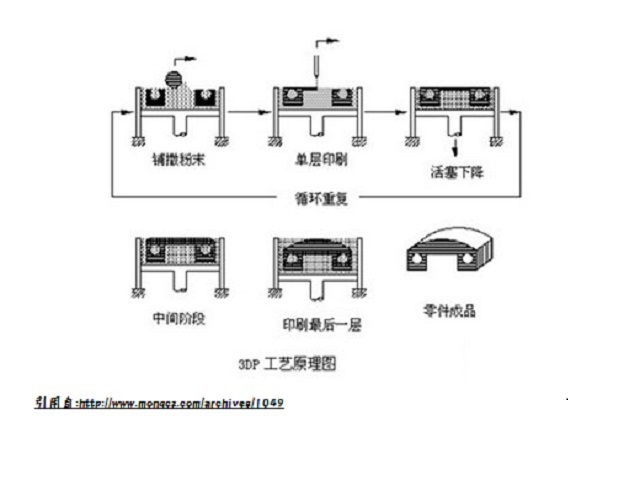 铺撒粉末
单层印刷
活塞下降
循环重复
中间阶段
印刷最后一层
零件成品
3DP 工艺原理图
引用自:http://www.mongcz.com/archives/1049